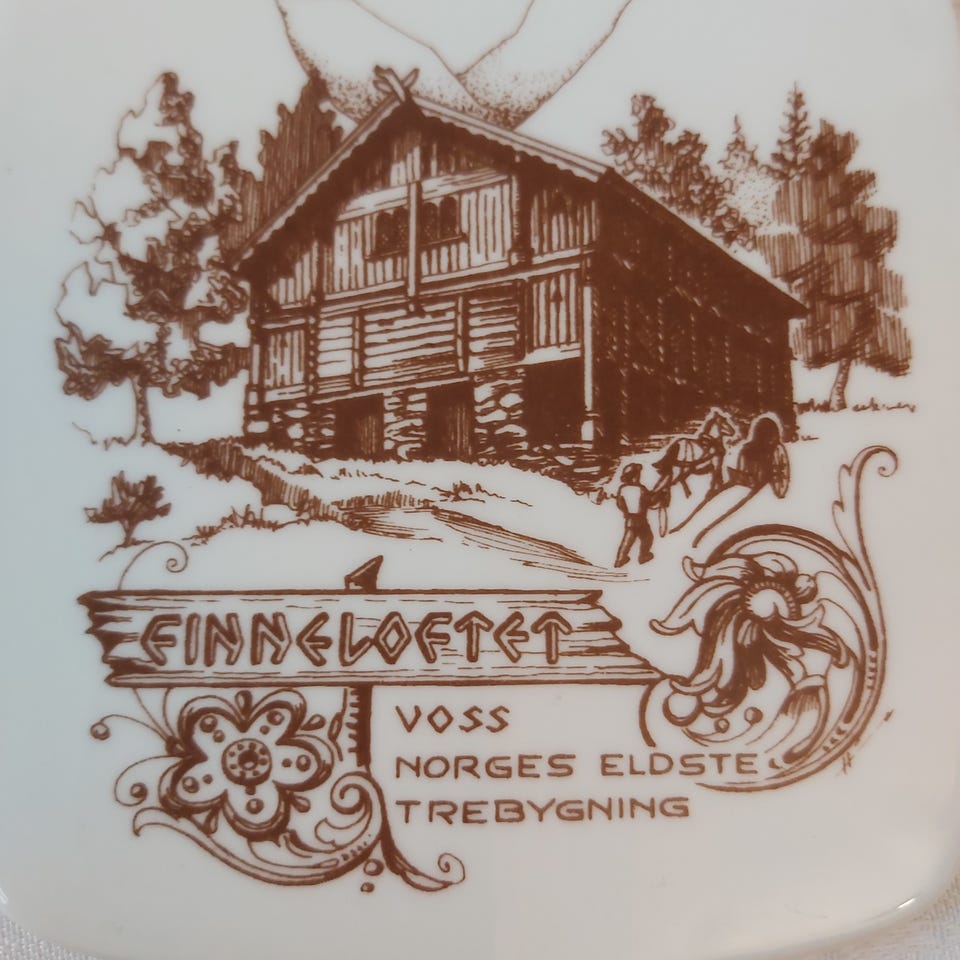 FINNELOFTET
VOSS
NORGES ELDSTE
TREBYGNING